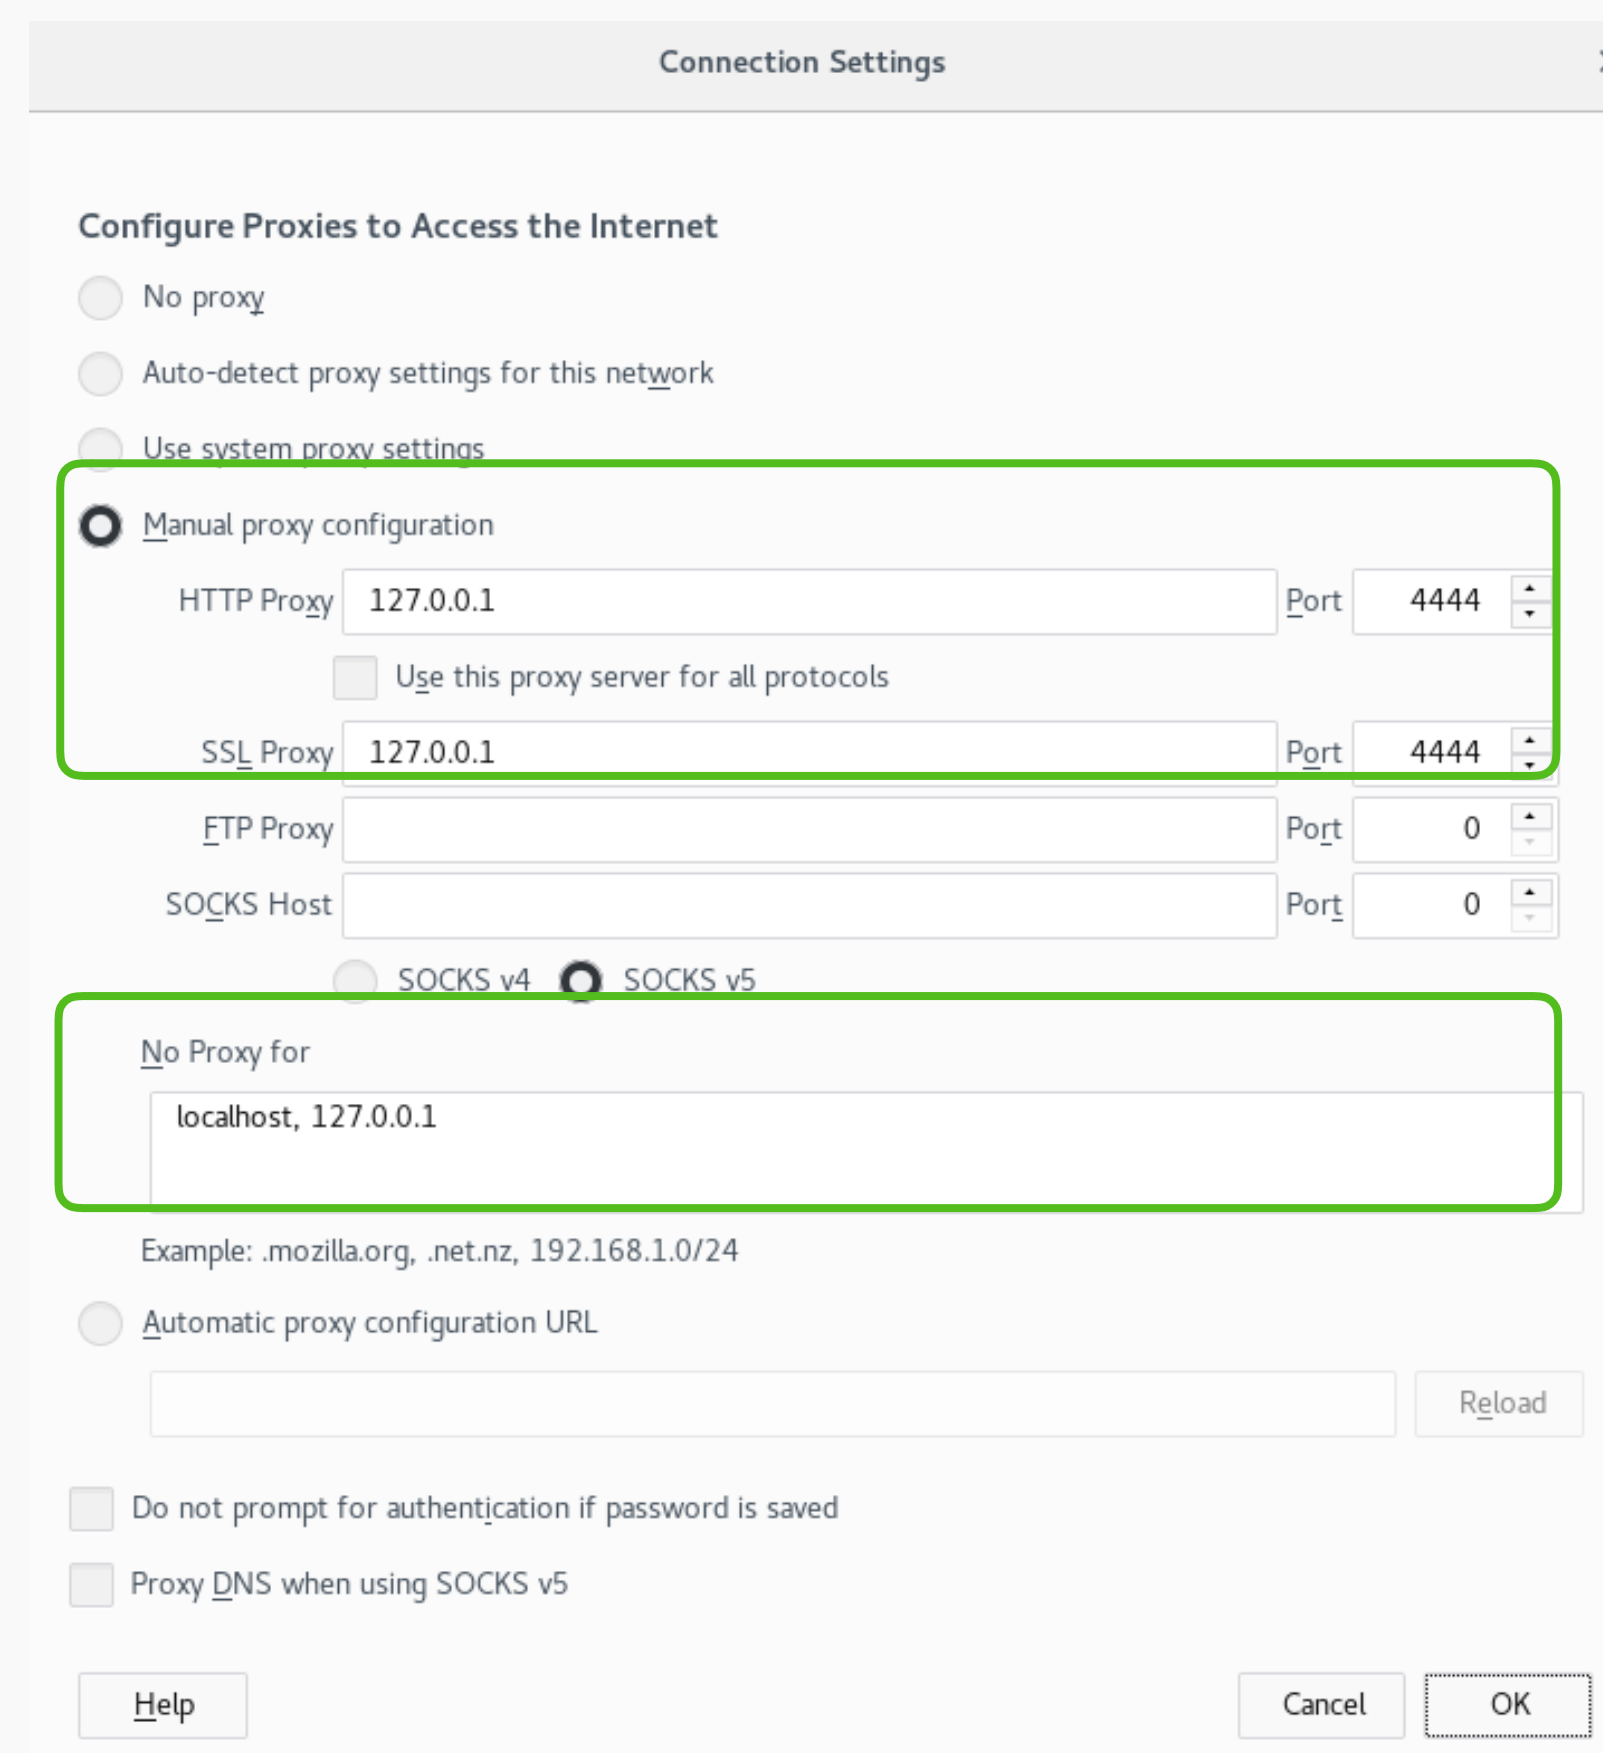 Connection Settings
Configure Proxies to Access the Internet
No proxy
Auto-detect proxy settings for this network
Use system proxy settings
Manual proxy configuration
HTTP Proxy 127.0.0.1 Port 4444
Use this proxy server for all protocols
SSL Proxy 127.0.0.1 Port 4444
FTP Proxy Port 0
SOCKS Host Port 0
SOCKS v4 SOCKS v5
No Proxy for
localhost, 127.0.0.1
Example: .mozilla.org, .net.nz, 192.168.1.0/24
Automatic proxy configuration URL
Reload
Do not prompt for authentication if password is saved
Proxy DNS when using SOCKS v5
Help Cancel OK